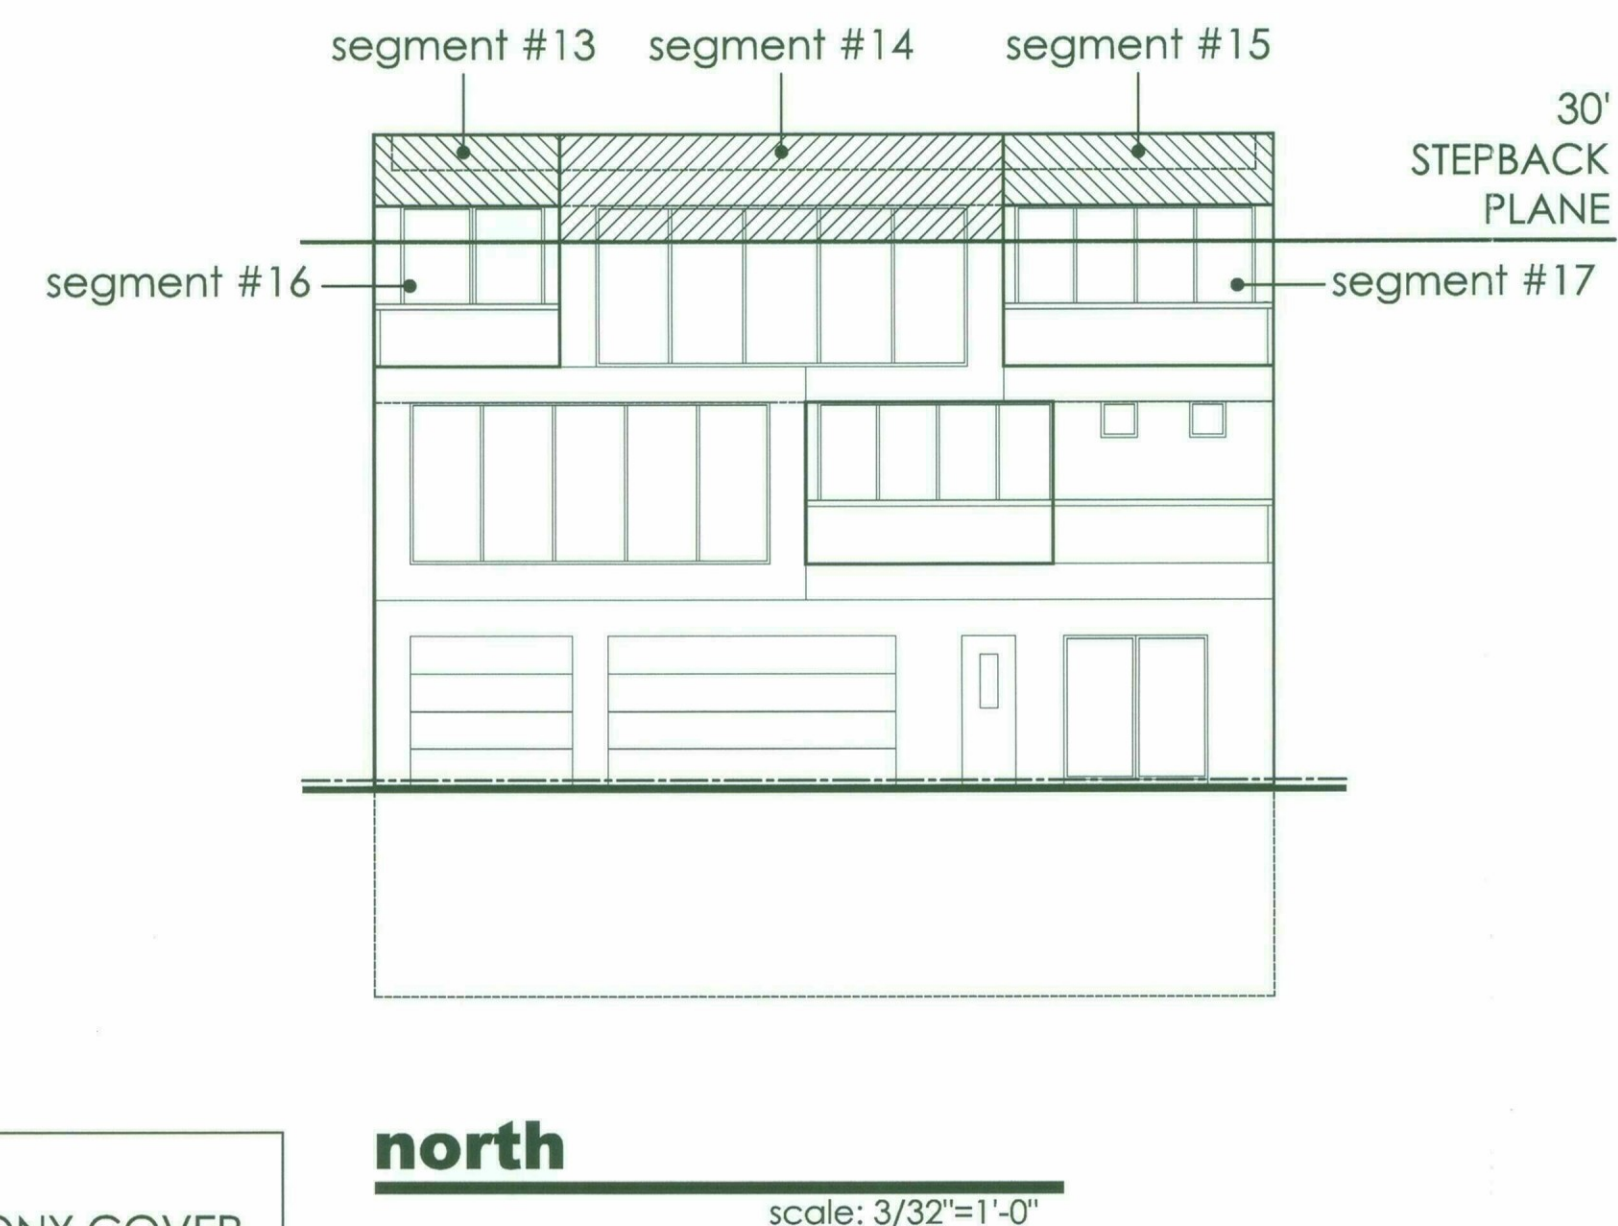 segment #13 segment #14 segment #15
30'
STEPBACK
PLANE
segment #16
segment #17
north
scale: 3/32"=1'-0"
COVER